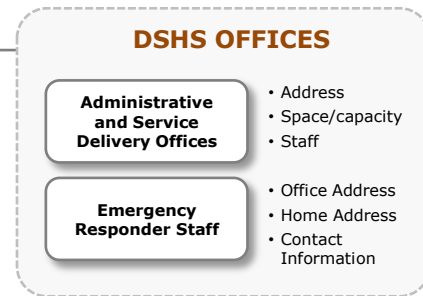 DSHS OFFICES
Administrative
and Service
Delivery Offices
• Address
• Space/capacity
• Staff
Emergency
Responder Staff
• Office Address
• Home Address
• Contact
Information